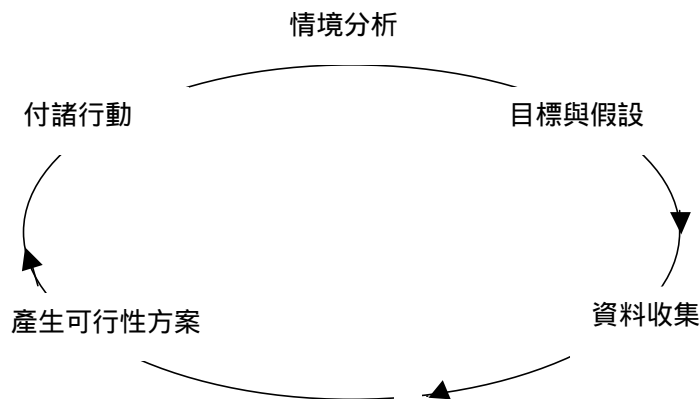 情境分析
付諸行動
目標與假設
產生可行性方案
資料收集